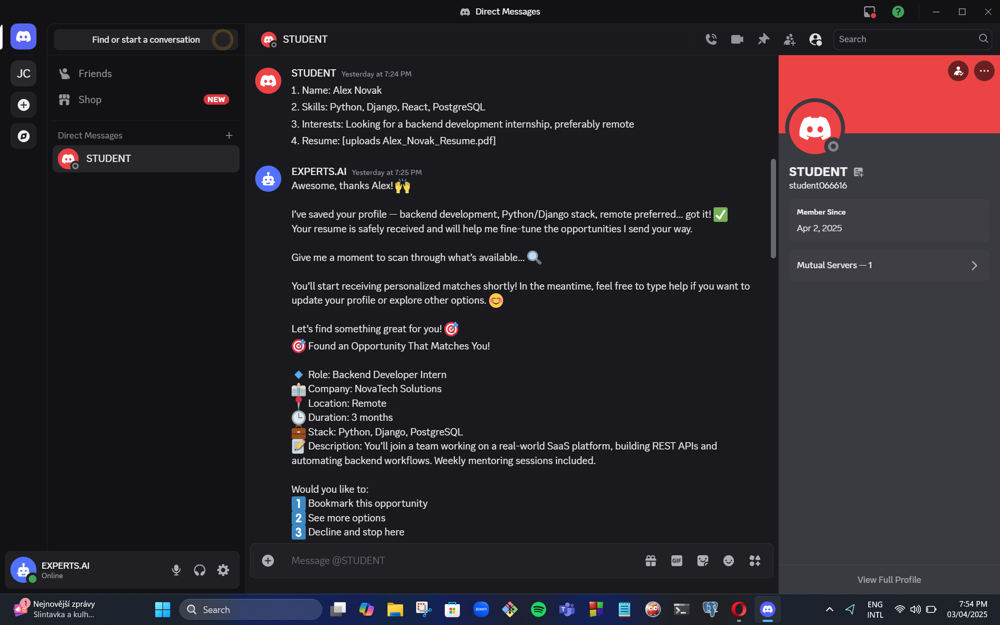 Direct Messages
Find or start a conversation
JC
Friends
Shop
NEW
Direct Messages
STUDENT
STUDENT
Search
STUDENT Yesterday at 7:24 PM
1. Name: Alex Novak
2. Skills: Python, Django, React, PostgreSQL
3. Interests: Looking for a backend development internship, preferably remote
4. Resume: [uploads Alex_Novak_Resume.pdf]
EXPERTS.AI Yesterday at 7:25 PM
Awesome, thanks Alex! 🙌
I’ve saved your profile — backend development, Python/Django stack, remote preferred... got it! ✅
Your resume is safely received and will help me fine-tune the opportunities I send your way.
Give me a moment to scan through what’s available... 🔍
You’ll start receiving personalized matches shortly! In the meantime, feel free to type help if you want to
update your profile or explore other options. 😊
Let’s find something great for you! 🎯
🎯 Found an Opportunity That Matches You!
🔹 Role: Backend Developer Intern
🏢 Company: NovaTech Solutions
📍 Location: Remote
🕒 Duration: 3 months
💼 Stack: Python, Django, PostgreSQL
📝 Description: You’ll join a team working on a real-world SaaS platform, building REST APIs and
automating backend workflows. Weekly mentoring sessions included.
Would you like to:
1️⃣ Bookmark this opportunity
2️⃣ See more options
3️⃣ Decline and stop here
Message @STUDENT
GIF
STUDENT
student066616
Member Since
Apr 2, 2025
Mutual Servers — 1
View Full Profile
EXPERTS.AI
Online
1
Nejnovější zprávy
Slintavka a kulh...
Search
zoom
ENG
INTL
7:54 PM
03/04/2025